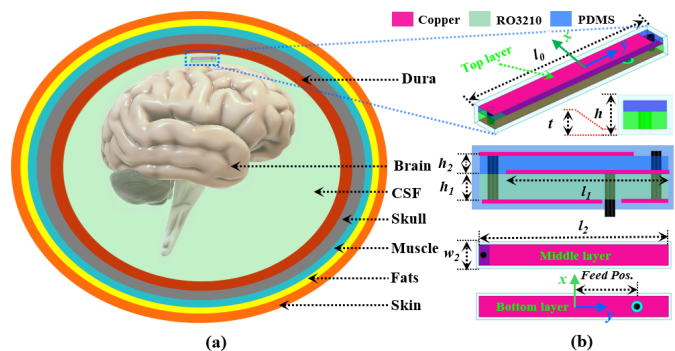 Copper RO3210 PDMS
Dura
Brain
CSF
Skull
Muscle
Fats
Skin
(a)
l0
x
y
Top layer
h
t
h2
h1
l1
l2
w2
Middle layer
x
Feed Pos.
Bottom layer
y
(b)